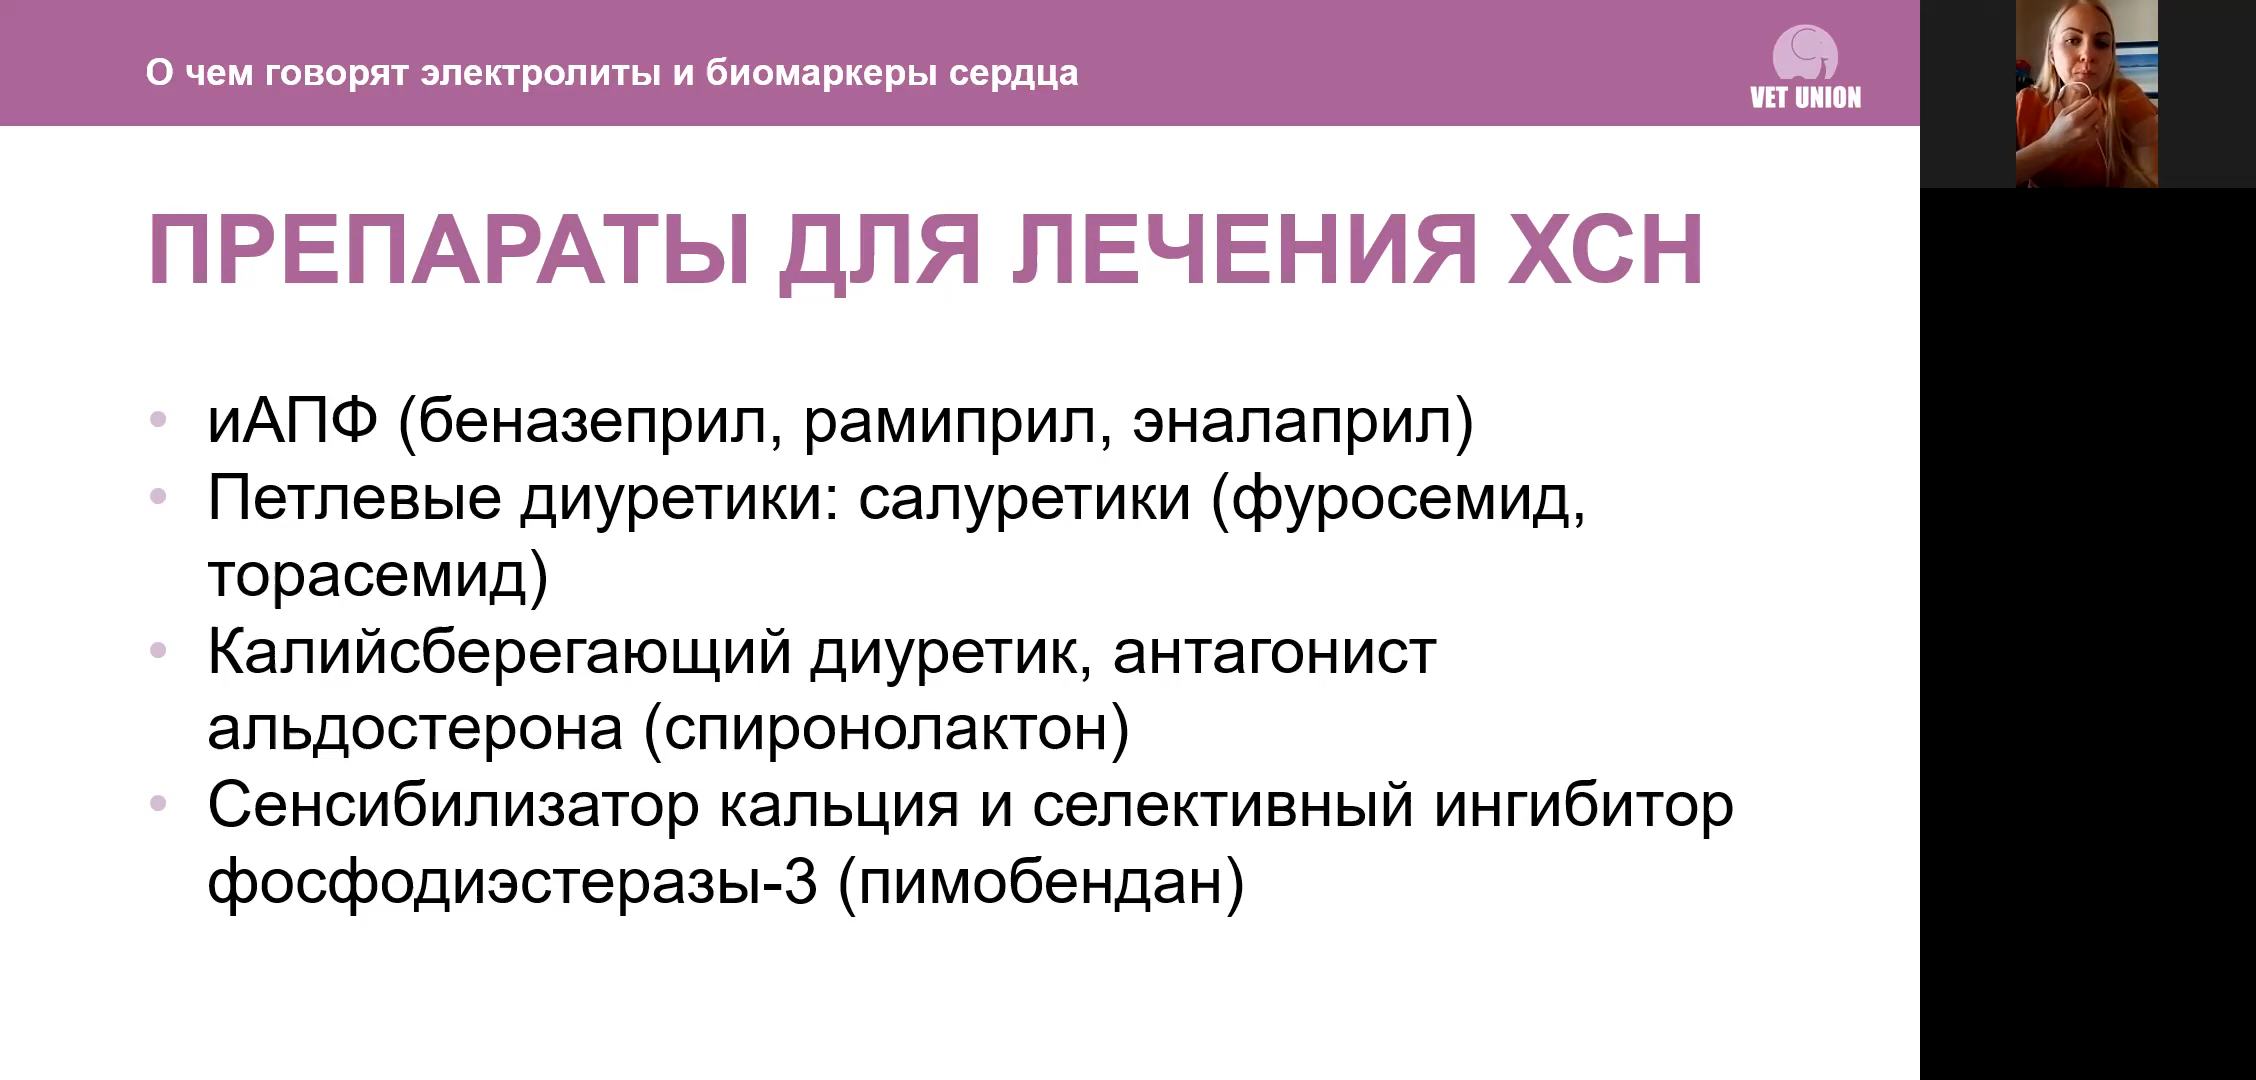 О чем говорят электролиты и биомаркеры сердца
VET UNION
ПРЕПАРАТЫ ДЛЯ ЛЕЧЕНИЯ ХСН
• иАПФ (беназеприл, рамиприл, эналаприл)
• Петлевые диуретики: салуретики (фуросемид,
торасемид)
• Калийсберегающий диуретик, антагонист
альдостерона (спиронолактон)
• Сенсибилизатор кальция и селективный ингибитор
фосфодиэстеразы-3 (пимобендан)